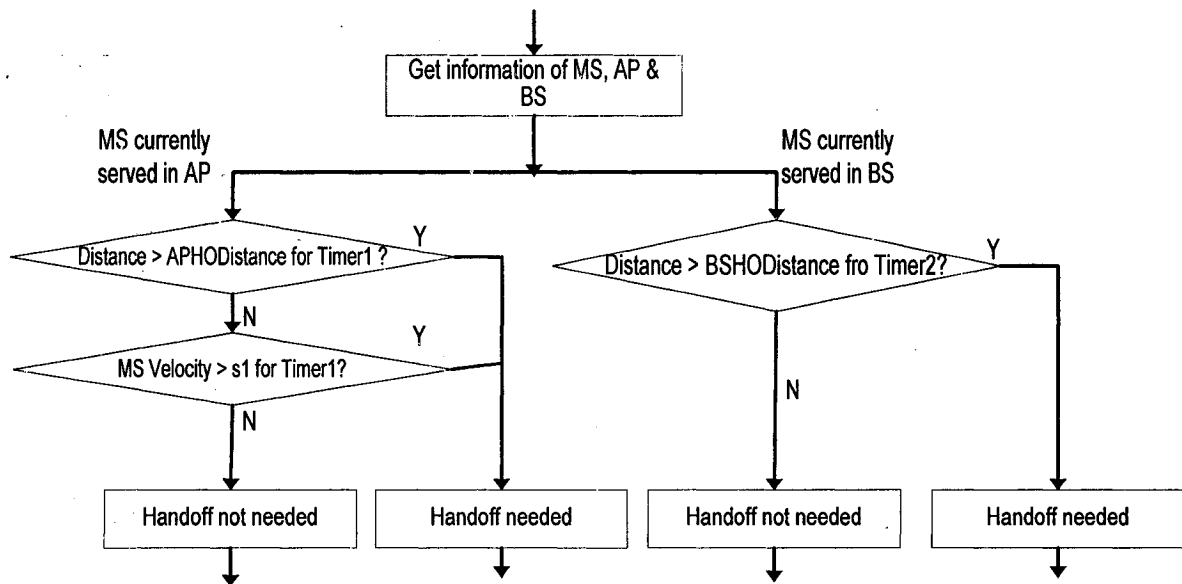 Get information of MS, AP &
BS
MS currently
served in AP
MS currently
served in BS
Distance > APHODistance for Timer1 ?
Y
Distance > BSHODistance fro Timer2?
Y
N
MS Velocity > s1 for Timer1?
Y
N
N
Handoff not needed
Handoff needed
Handoff not needed
Handoff needed